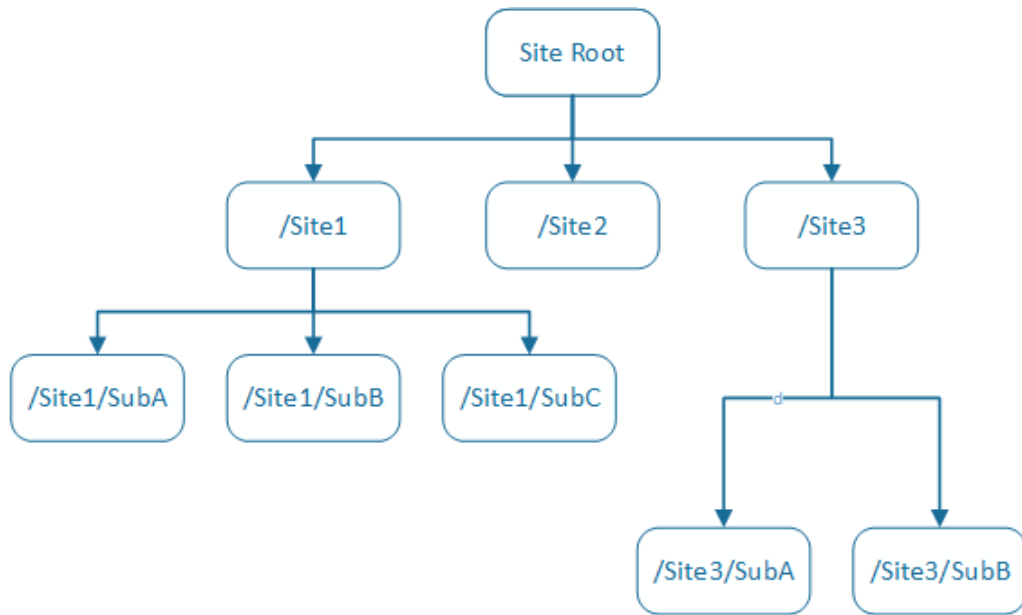 Site Root
/Site1
/Site2
/Site3
/Site1/SubA
/Site1/SubB
/Site1/SubC
d
/Site3/SubA
/Site3/SubB